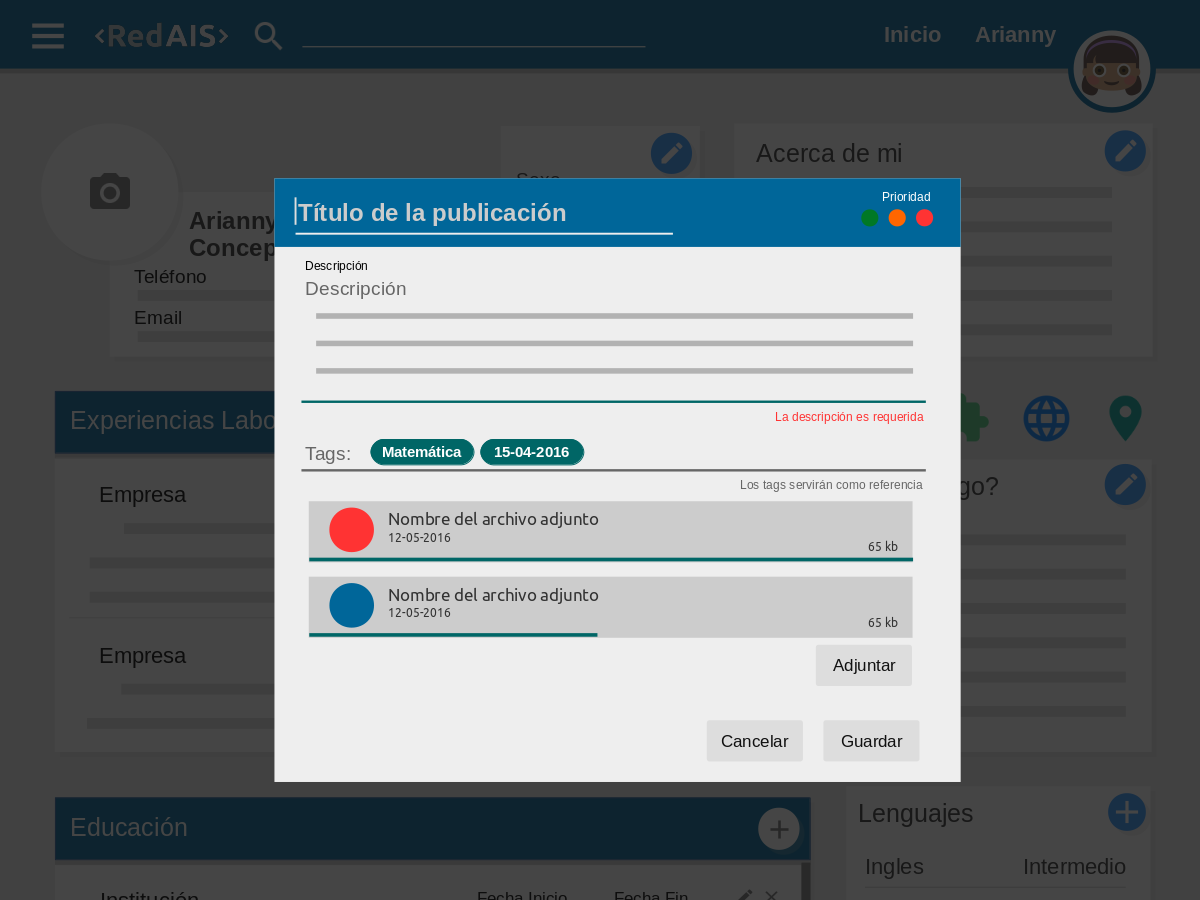 <RedAIS>
Inicio Arianny
Sexo
Acerca de mi
Arianny
Concep
Teléfono
Email
Título de la publicación
Prioridad
Descripción
Descripción
La descripción es requerida
Tags: Matemática 15-04-2016
Los tags servirán como referencia
Nombre del archivo adjunto
12-05-2016
65 kb
Nombre del archivo adjunto
12-05-2016
65 kb
Adjuntar
Cancelar Guardar
Experiencias Labo
Empresa
Empresa
go?
Educación
Institución Fecha Inicio Fecha Fin
Lenguajes
Ingles Intermedio